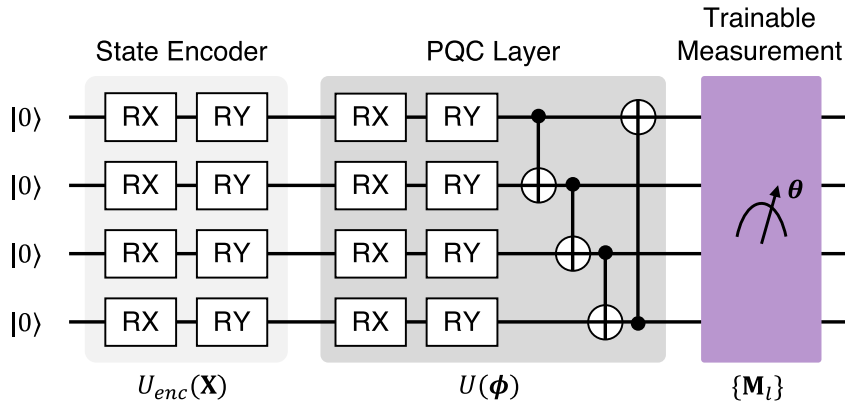 State Encoder
PQC Layer
Trainable
Measurement
|0⟩ RX RY RX RY
|0⟩ RX RY RX RY
θ
|0⟩ RX RY RX RY
|0⟩ RX RY RX RY
U_enc(X)
U(ϕ)
{M_l}